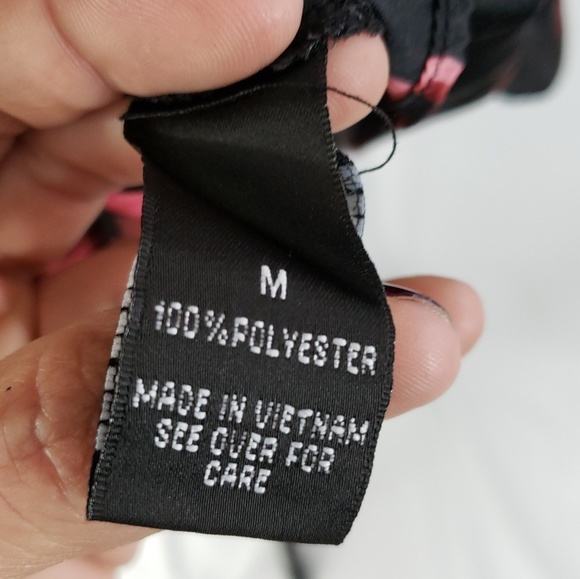 M
100% POLYESTER
MADE IN VIETNAM
SEE OVER FOR
CARE